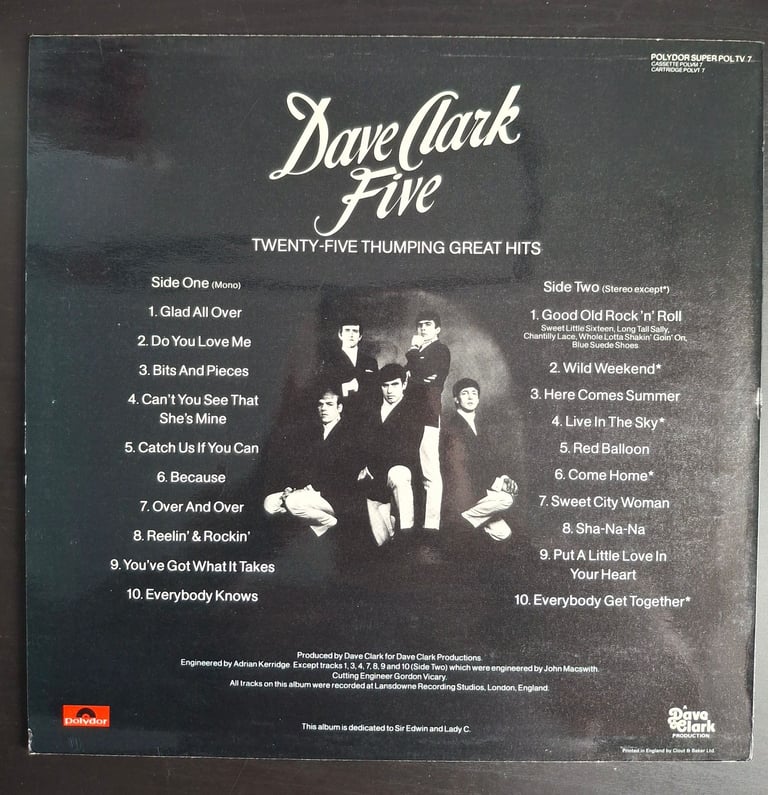 POLYDOR SUPER POLTV 7
CASSETTE POLVM 7
CARTRIDGE POLVT 7
Dave Clark
Five
TWENTY-FIVE THUMPING GREAT HITS
Side One (Mono)
1. Glad All Over
2. Do You Love Me
3. Bits And Pieces
4. Can't You See That
She's Mine
5. Catch Us If You Can
6. Because
7. Over And Over
8. Reelin' & Rockin'
9. You've Got What It Takes
10. Everybody Knows
Side Two (Stereo except*)
1. Good Old Rock 'n' Roll
Sweet Little Sixteen, Long Tall Sally,
Chantilly Lace, Whole Lotta Shakin' Goin' On,
Blue Suede Shoes
2. Wild Weekend*
3. Here Comes Summer
4. Live In The Sky*
5. Red Balloon
6. Come Home*
7. Sweet City Woman
8. Sha-Na-Na
9. Put A Little Love In
Your Heart
10. Everybody Get Together*
Produced by Dave Clark for Dave Clark Productions.
Engineered by Adrian Kerridge. Except tracks 1, 3, 4, 7, 8, 9 and 10 (Side Two) which were engineered by John Macswith.
Cutting Engineer Gordon Vicary.
All tracks on this album were recorded at Lansdowne Recording Studios, London, England.
polydor
This album is dedicated to Sir Edwin and Lady C.
Dave
Clark
PRODUCTION
Printed in England by Clout & Baker Ltd.